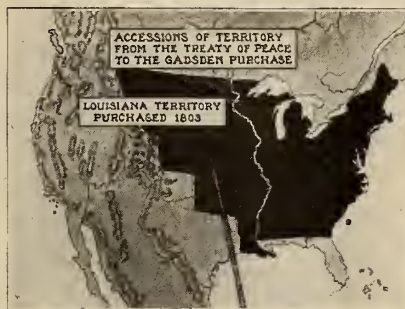 ACCESSIONS OF TERRITORY
FROM THE TREATY OF PEACE
TO THE GADSDEN PURCHASE
LOUISIANA TERRITORY
PURCHASED 1803